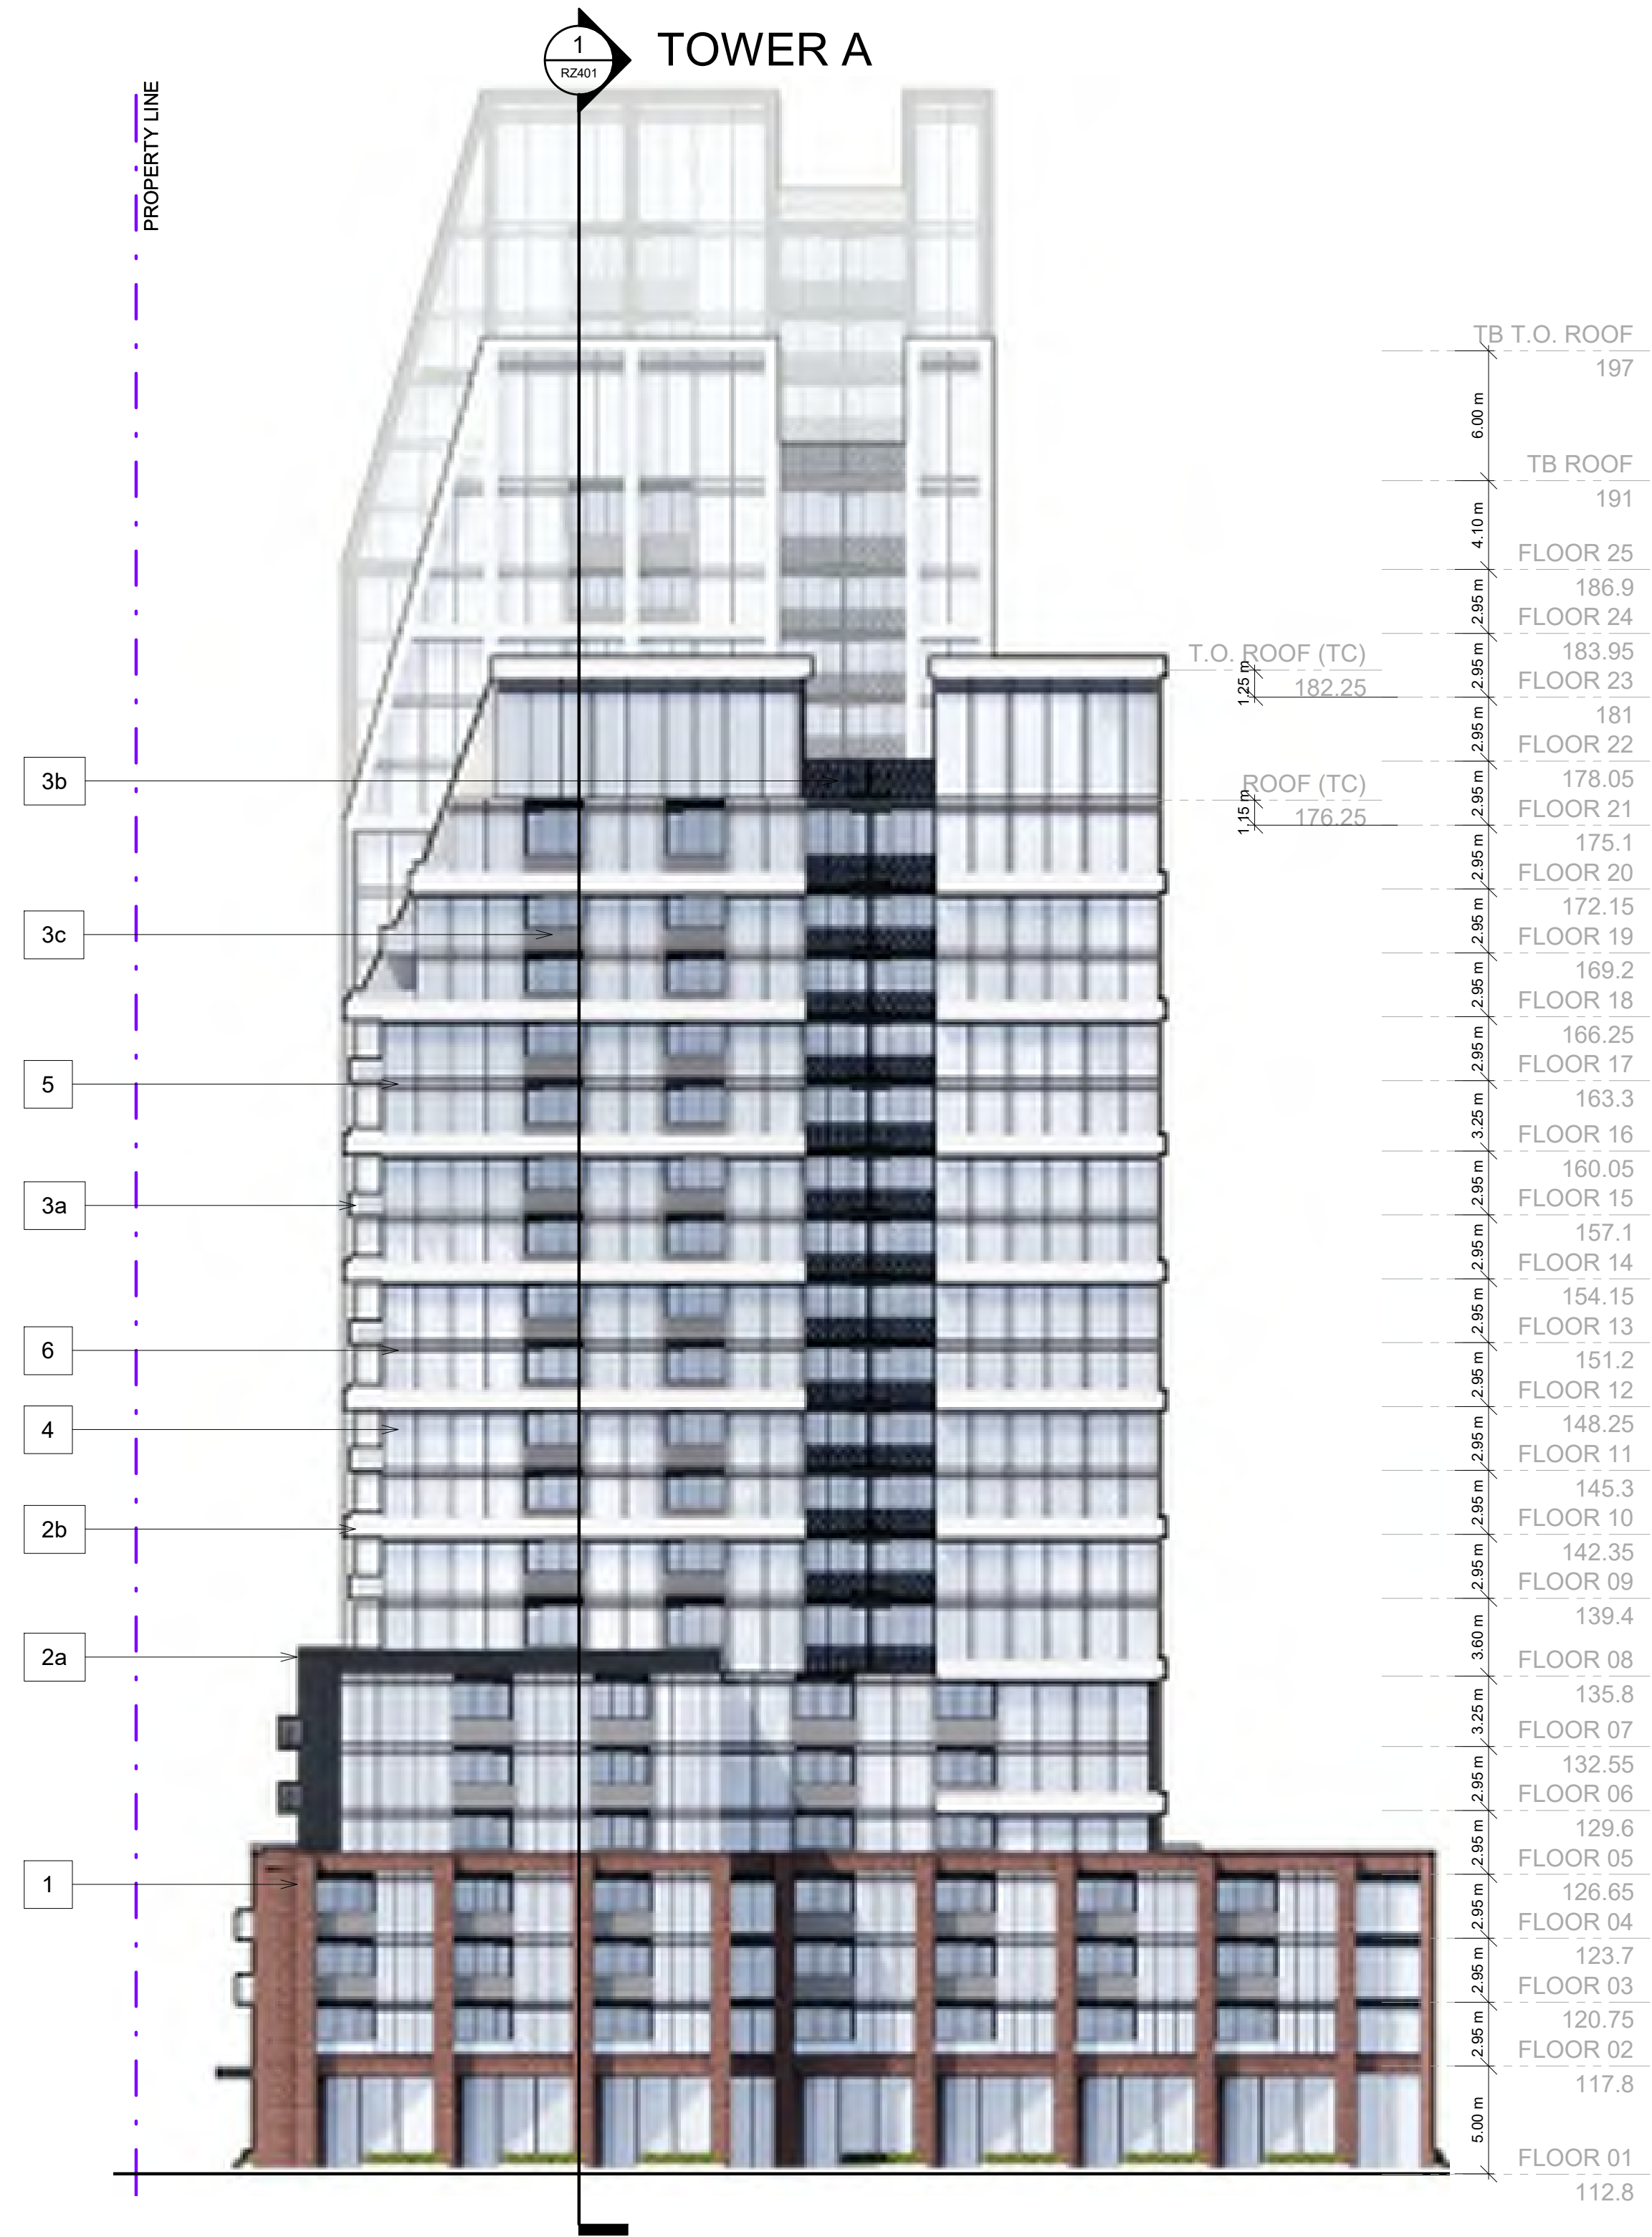 1
RZ401
TOWER A
PROPERTY LINE
TB T.O. ROOF
197
6.00 m
TB ROOF
191
4.10 m
FLOOR 25
186.9
2.95 m
FLOOR 24
183.95
2.95 m
FLOOR 23
181
T.O. ROOF (TC)
182.25
1.25 m
2.95 m
FLOOR 22
178.05
2.95 m
FLOOR 21
175.1
ROOF (TC)
176.25
1.15 m
2.95 m
FLOOR 20
172.15
2.95 m
FLOOR 19
169.2
2.95 m
FLOOR 18
166.25
2.95 m
FLOOR 17
163.3
3.25 m
FLOOR 16
160.05
2.95 m
FLOOR 15
157.1
2.95 m
FLOOR 14
154.15
2.95 m
FLOOR 13
151.2
2.95 m
FLOOR 12
148.25
2.95 m
FLOOR 11
145.3
2.95 m
FLOOR 10
142.35
2.95 m
FLOOR 09
139.4
3.60 m
FLOOR 08
135.8
3.25 m
FLOOR 07
132.55
2.95 m
FLOOR 06
129.6
2.95 m
FLOOR 05
126.65
2.95 m
FLOOR 04
123.7
2.95 m
FLOOR 03
120.75
2.95 m
FLOOR 02
117.8
5.00 m
FLOOR 01
112.8
3b
3c
5
3a
6
4
2b
2a
1